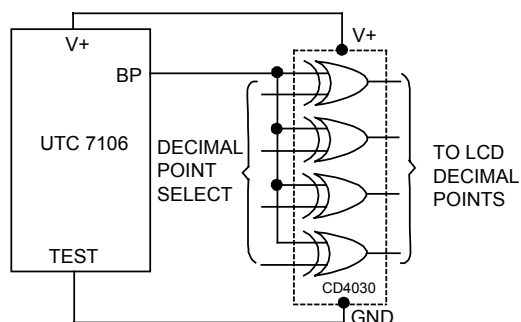 V+
BP
UTC 7106
TEST
DECIMAL
POINT
SELECT
V+
CD4030
GND
TO LCD
DECIMAL
POINTS